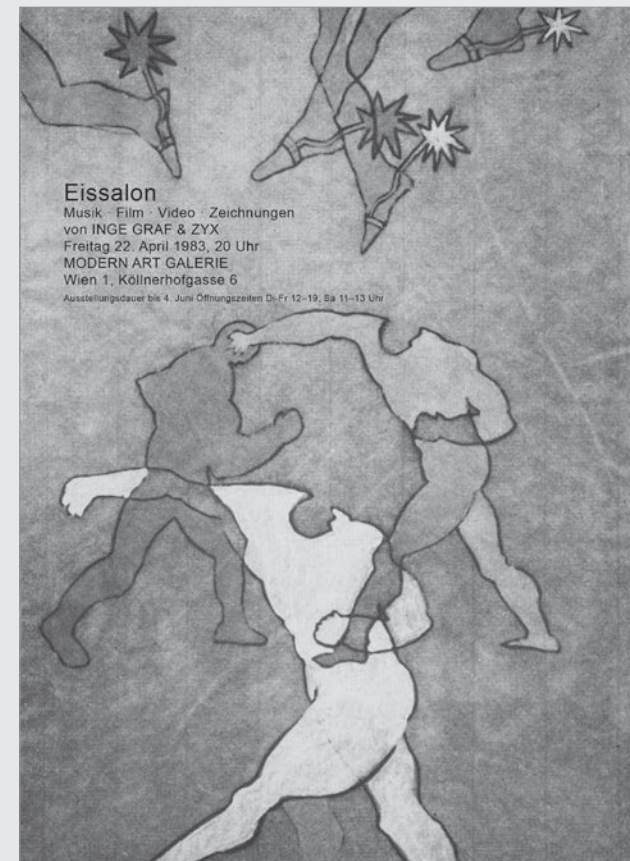 Eissalon
Musik · Film · Video · Zeichnungen
von INGE GRAF & ZYX
Freitag 22. April 1983, 20 Uhr
MODERN ART GALERIE
Wien 1, Köllnerhofgasse 6
Ausstellungsdauer bis 4. Juni Öffnungszeiten Di-Fr 12–19, Sa 11–13 Uhr